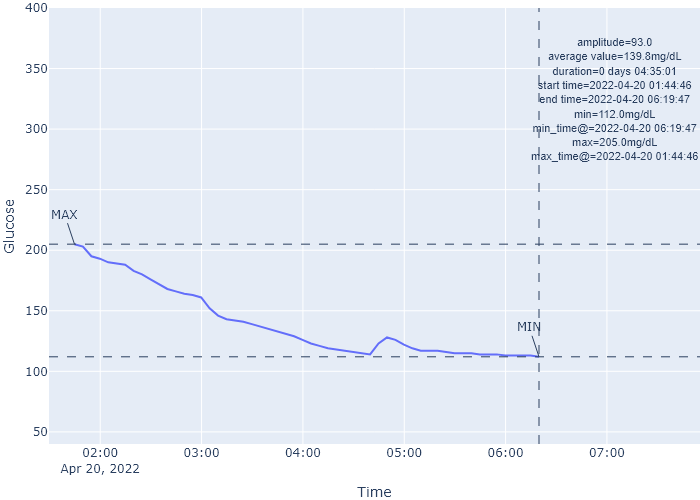 400
350
300
250
200
150
100
50
Glucose
amplitude=93.0
average value=139.8mg/dL
duration=0 days 04:35:01
start time=2022-04-20 01:44:46
end time=2022-04-20 06:19:47
min=112.0mg/dL
min_time@=2022-04-20 06:19:47
max=205.0mg/dL
max_time@=2022-04-20 01:44:46
MAX
MIN
02:00 03:00 04:00 05:00 06:00 07:00
Apr 20, 2022
Time